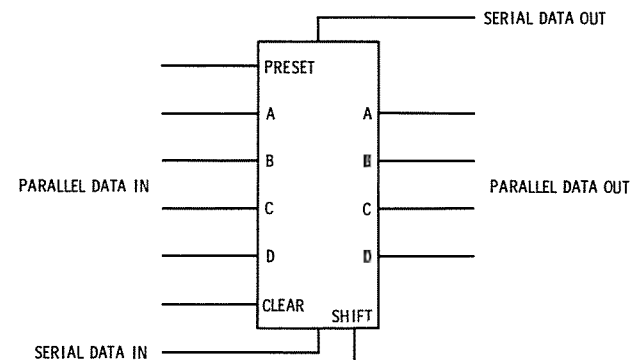 SERIAL DATA OUT
PRESET
A A
B B
PARALLEL DATA IN PARALLEL DATA OUT
C C
D D
CLEAR
SHIFT
SERIAL DATA IN